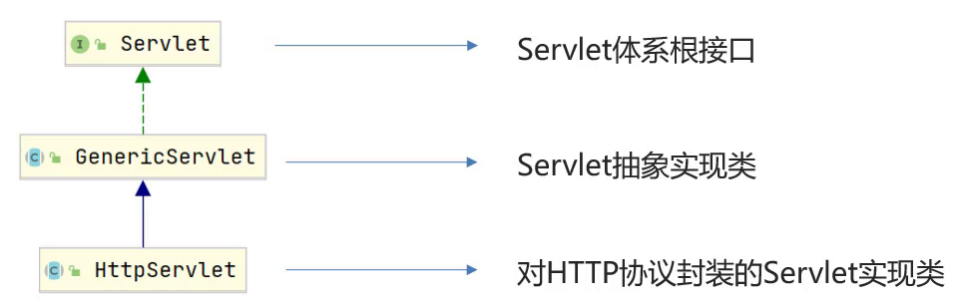 Servlet
Servlet体系根接口
GenericServlet
Servlet抽象实现类
HttpServlet
对HTTP协议封装的Servlet实现类